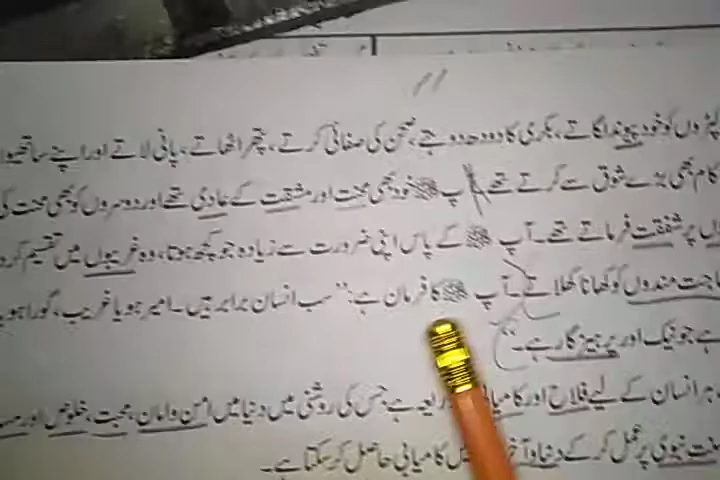 کپڑوں کو خود پیوند لگاتے، بکری کا دودھ دوہتے، صحن کی صفائی کرتے، پتھر اٹھاتے، پانی لاتے اور اپنے ساتھیوں
کام بھی بڑے شوق سے کرتے تھے۔ آپ ﷺ خود بھی محنت اور مشقت کے عادی تھے اور دوسروں کو بھی محنت کی
پر شفقت فرماتے تھے۔ آپ ﷺ کے پاس اپنی ضرورت سے زیادہ جو کچھ ہوتا، وہ غریبوں میں تقسیم کر
حاجت مندوں کو کھانا کھلاتے۔ آپ ﷺ کا فرمان ہے: "سب انسان برابر ہیں۔ امیر ہو یا غریب، گورا ہو یا
ہے جو نیک اور پرہیز گار ہے۔"
ہر انسان کے لیے فلاح اور کامیابی ذریعہ ہے جس کی روشنی میں دنیا میں امن و امان، محبت، خلوص اور
سنت نبوی پر عمل کر کے دنیا و آخرت میں کامیابی حاصل کر سکتا ہے۔